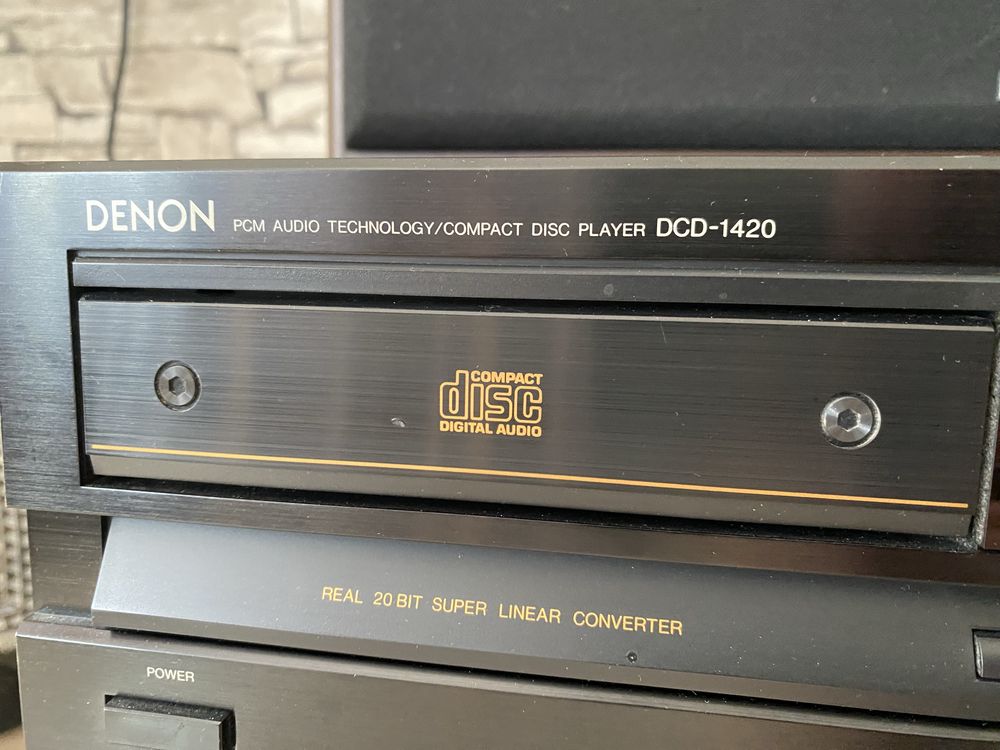 DENON PCM AUDIO TECHNOLOGY/COMPACT DISC PLAYER DCD-1420
COMPACT
disc
DIGITAL AUDIO
REAL 20 BIT SUPER LINEAR CONVERTER
POWER